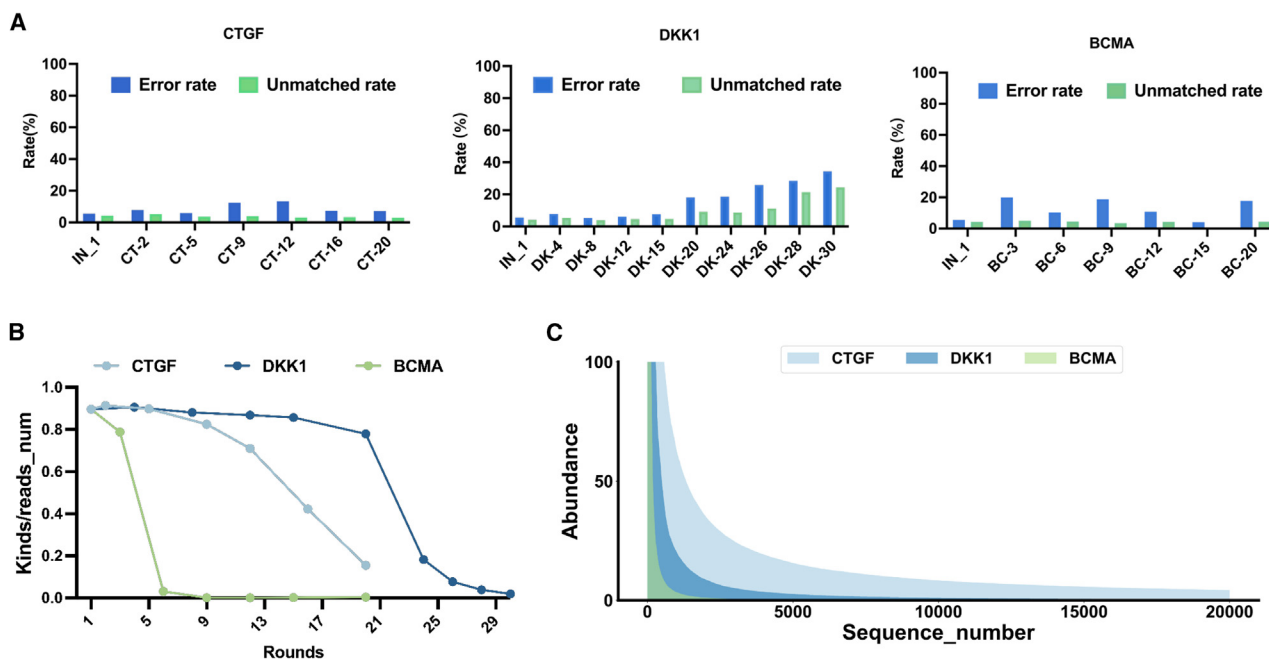 A
CTGF
Error rate
Unmatched rate
Rate(%)
100
80
60
40
20
0
IN_1
CT-2
CT-5
CT-9
CT-12
CT-16
CT-20
DKK1
Error rate
Unmatched rate
Rate (%)
100
80
60
40
20
0
IN_1
DK-4
DK-8
DK-12
DK-15
DK-20
DK-24
DK-26
DK-28
DK-30
BCMA
Error rate
Unmatched rate
Rate (%)
100
80
60
40
20
0
IN_1
BC-3
BC-6
BC-9
BC-12
BC-15
BC-20
B
CTGF
DKK1
BCMA
Kinds/reads_num
1.0
0.8
0.6
0.4
0.2
0.0
1
5
9
13
17
21
25
29
Rounds
C
CTGF
DKK1
BCMA
Abundance
100
50
0
0
5000
10000
15000
20000
Sequence_number